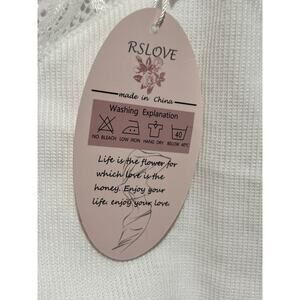 RSLOVE
made in China
Washing Explanation
40
NO BLEACH LOW IRON HAND DRY BELOW 40℃
Life is the flower for
which love is the
honey. Enjoy your
life, enjoy your love.